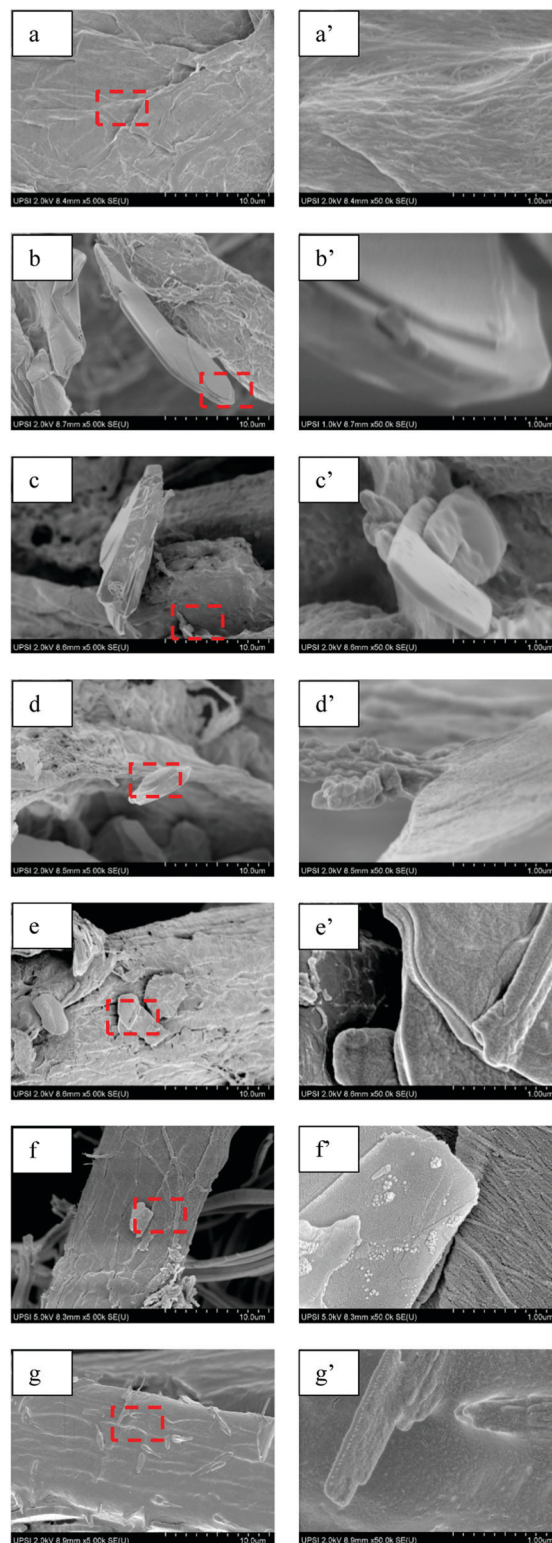 a
UPSI 2.0kV 8.4mm x5.00k SE(U) 10.0um
a’
UPSI 2.0kV 8.4mm x50.0k SE(U) 1.00um
b
UPSI 2.0kV 8.7mm x5.00k SE(U) 10.0um
b’
UPSI 1.0kV 8.7mm x50.0k SE(U) 1.00um
c
UPSI 2.0kV 8.6mm x5.00k SE(U) 10.0um
c’
UPSI 2.0kV 8.6mm x50.0k SE(U) 1.00um
d
UPSI 2.0kV 8.5mm x5.00k SE(U) 10.0um
d’
UPSI 2.0kV 8.5mm x50.0k SE(U) 1.00um
e
UPSI 2.0kV 8.6mm x5.00k SE(U) 10.0um
e’
UPSI 2.0kV 8.6mm x50.0k SE(U) 1.00um
f
UPSI 5.0kV 8.3mm x5.00k SE(U) 10.0um
f’
UPSI 5.0kV 8.3mm x50.0k SE(U) 1.00um
g
UPSI 2.0kV 8.9mm x5.00k SE(U) 10.0um
g’
UPSI 2.0kV 8.9mm x50.0k SE(U) 1.00um